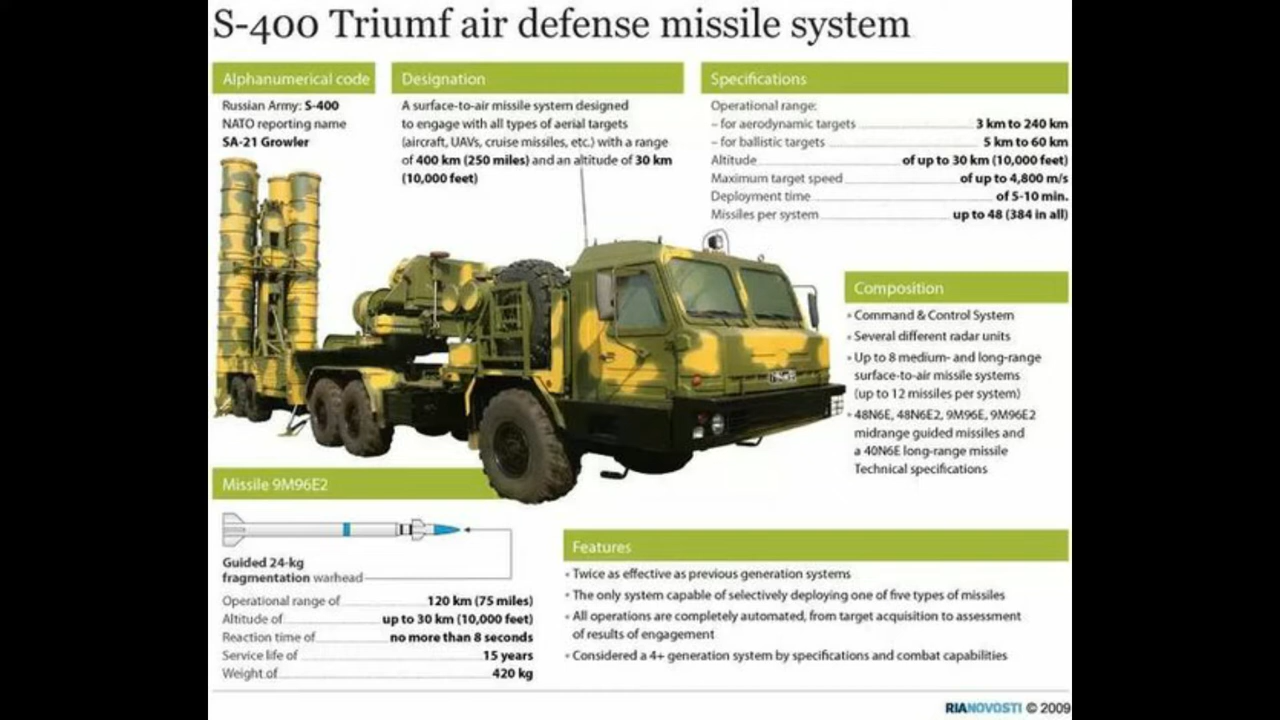 S-400 Triumf air defense missile system
Alphanumerical code
Russian Army: S-400
NATO reporting name
SA-21 Growler
Designation
A surface-to-air missile system designed
to engage with all types of aerial targets
(aircraft, UAVs, cruise missiles, etc.) with a range
of 400 km (250 miles) and an altitude of 30 km
(10,000 feet)
Specifications
Operational range:
– for aerodynamic targets 3 km to 240 km
– for ballistic targets 5 km to 60 km
Altitude of up to 30 km (10,000 feet)
Maximum target speed of up to 4,800 m/s
Deployment time of 5-10 min.
Missiles per system up to 48 (384 in all)
Composition
• Command & Control System
• Several different radar units
• Up to 8 medium- and long-range
surface-to-air missile systems
(up to 12 missiles per system)
• 48N6E, 48N6E2, 9M96E, 9M96E2
midrange guided missiles and
a 40N6E long-range missile
Technical specifications
Missile 9M96E2
Guided 24-kg
fragmentation warhead
Operational range of 120 km (75 miles)
Altitude of up to 30 km (10,000 feet)
Reaction time of no more than 8 seconds
Service life of 15 years
Weight of 420 kg
Features
• Twice as effective as previous generation systems
• The only system capable of selectively deploying one of five types of missiles
• All operations are completely automated, from target acquisition to assessment
of results of engagement
• Considered a 4+ generation system by specifications and combat capabilities
RIANOVOSTI © 2009